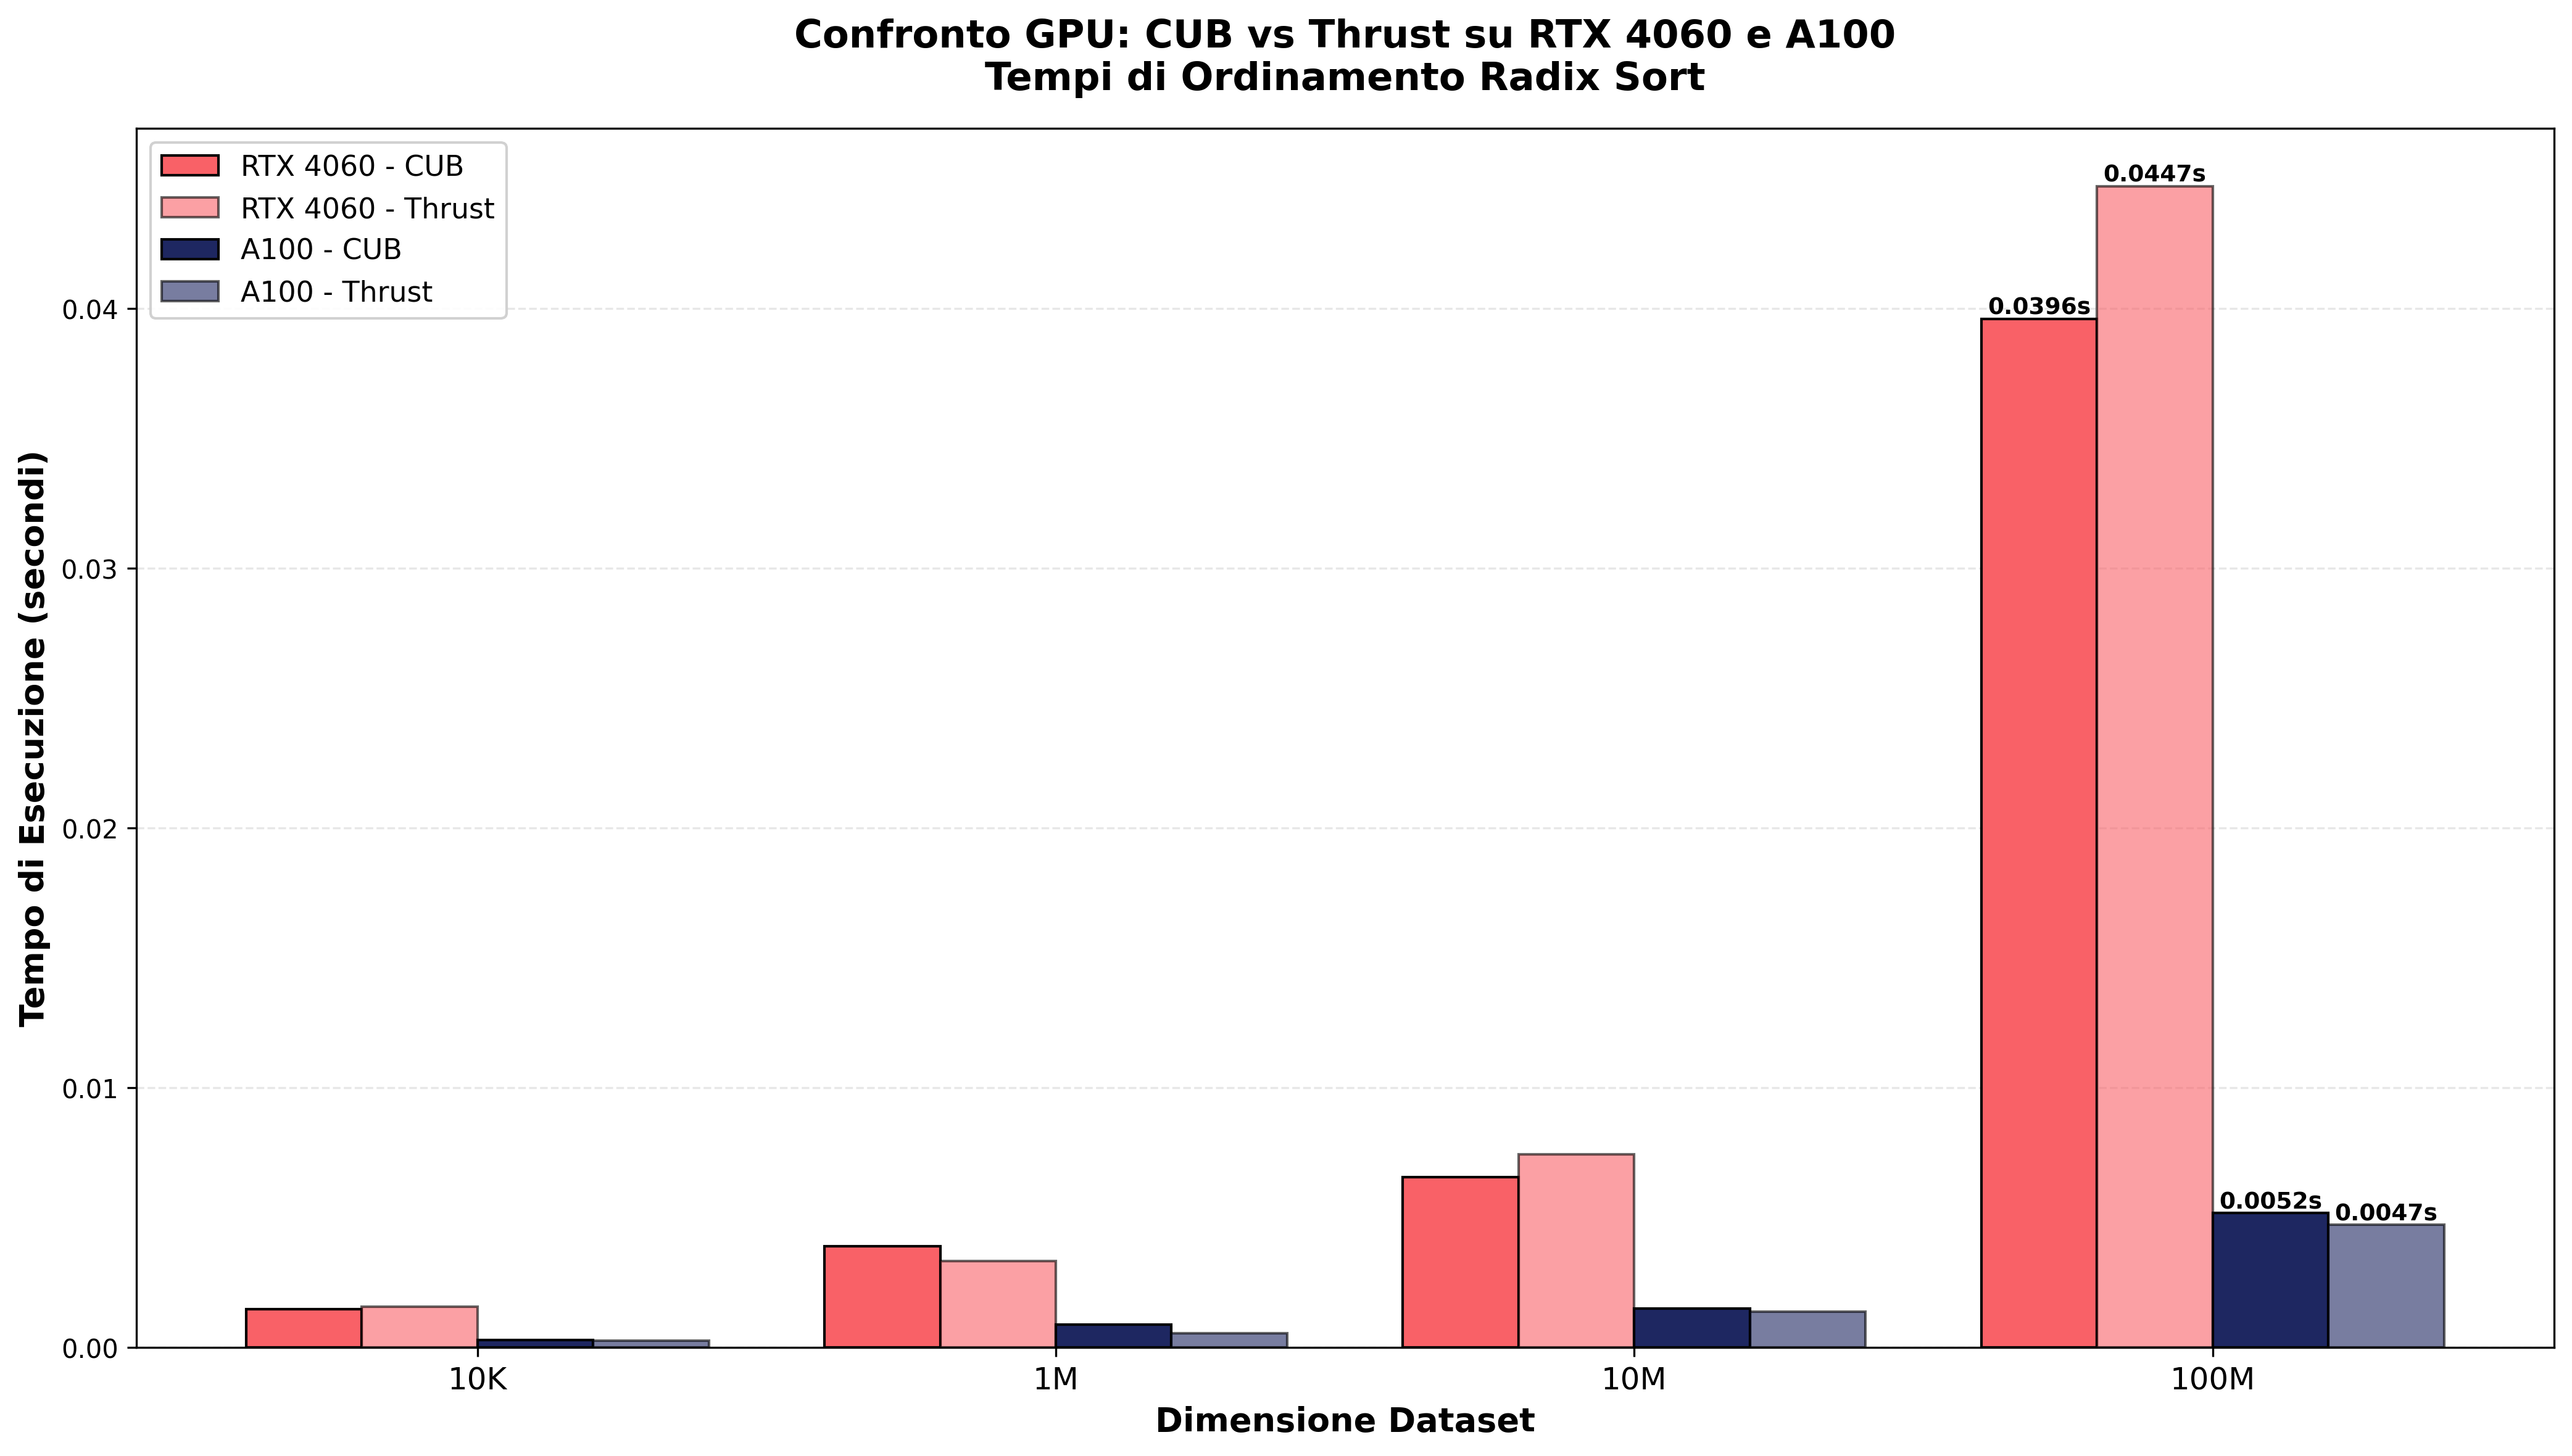 Confronto GPU: CUB vs Thrust su RTX 4060 e A100
Tempi di Ordinamento Radix Sort
RTX 4060 - CUB
RTX 4060 - Thrust
A100 - CUB
A100 - Thrust
Tempo di Esecuzione (secondi)
0.04
0.03
0.02
0.01
0.00
0.0396s
0.0447s
0.0052s
0.0047s
10K
1M
10M
100M
Dimensione Dataset